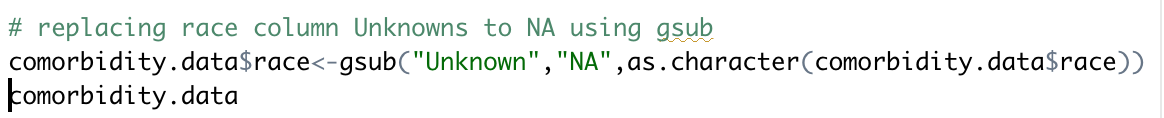 # replacing race column Unknowns to NA using gsub
comorbidity.data$race<-gsub("Unknown","NA",as.character(comorbidity.data$race))
comorbidity.data